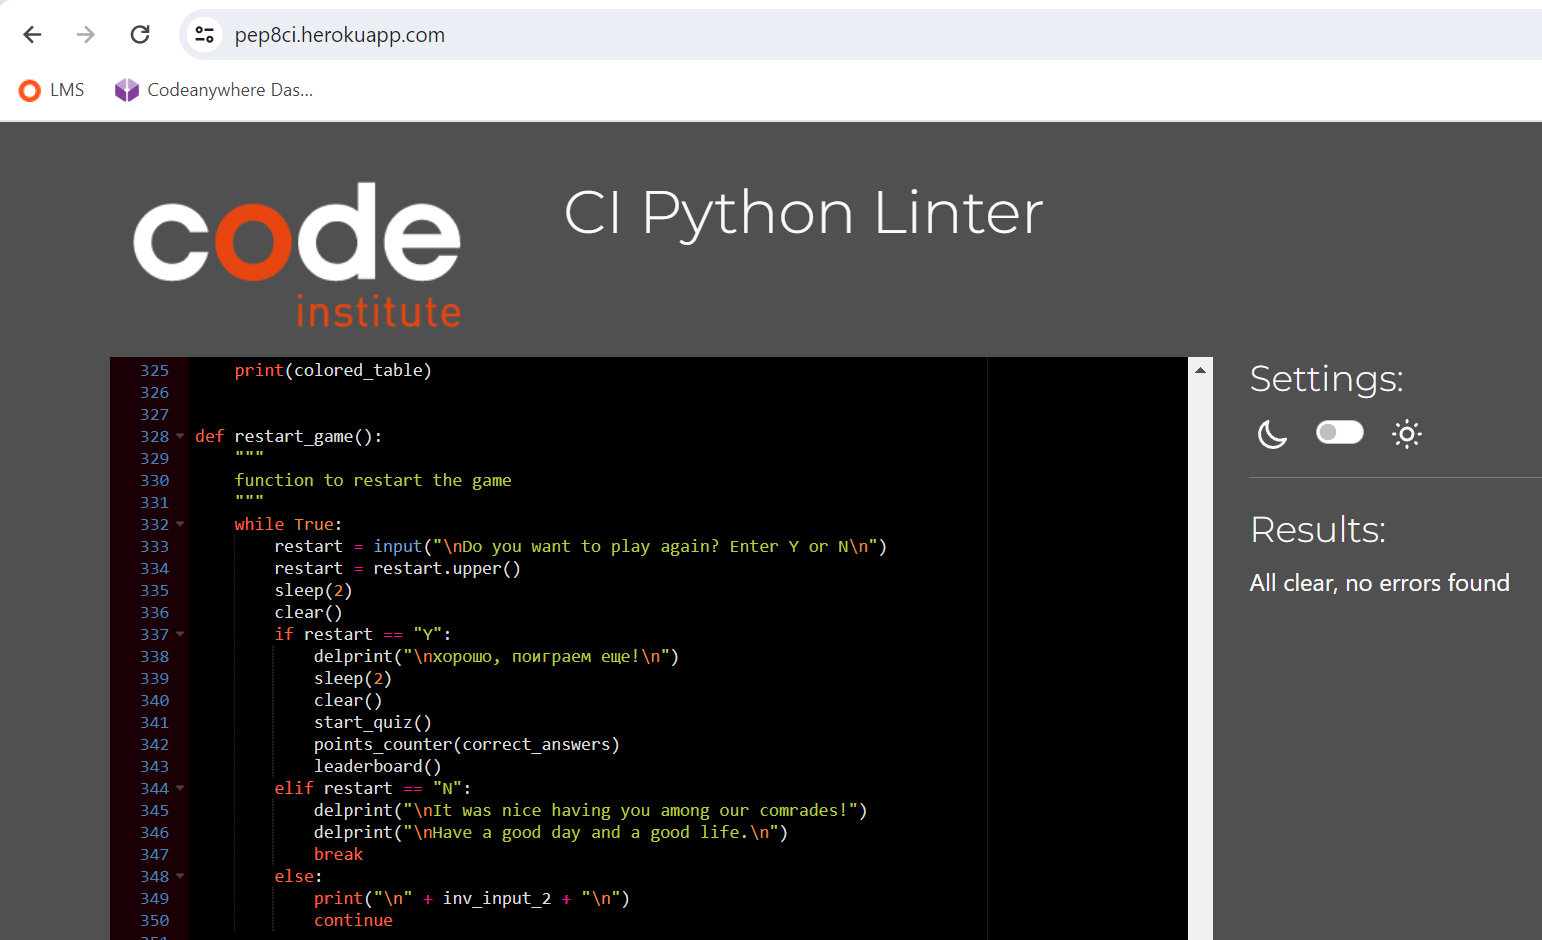 pep8ci.herokuapp.com
LMS
Codeanywhere Das...
code
institute
CI Python Linter
325     print(colored_table)
326
327
328 def restart_game():
329     """
330     function to restart the game
331     """
332     while True:
333         restart = input("\nDo you want to play again? Enter Y or N\n")
334         restart = restart.upper()
335         sleep(2)
336         clear()
337         if restart == "Y":
338             delprint("\nхорошо, поиграем еще!\n")
339             sleep(2)
340             clear()
341             start_quiz()
342             points_counter(correct_answers)
343             leaderboard()
344         elif restart == "N":
345             delprint("\nIt was nice having you among our comrades!")
346             delprint("\nHave a good day and a good life.\n")
347             break
348         else:
349             print("\n" + inv_input_2 + "\n")
350             continue
351
Settings:
Results:
All clear, no errors found